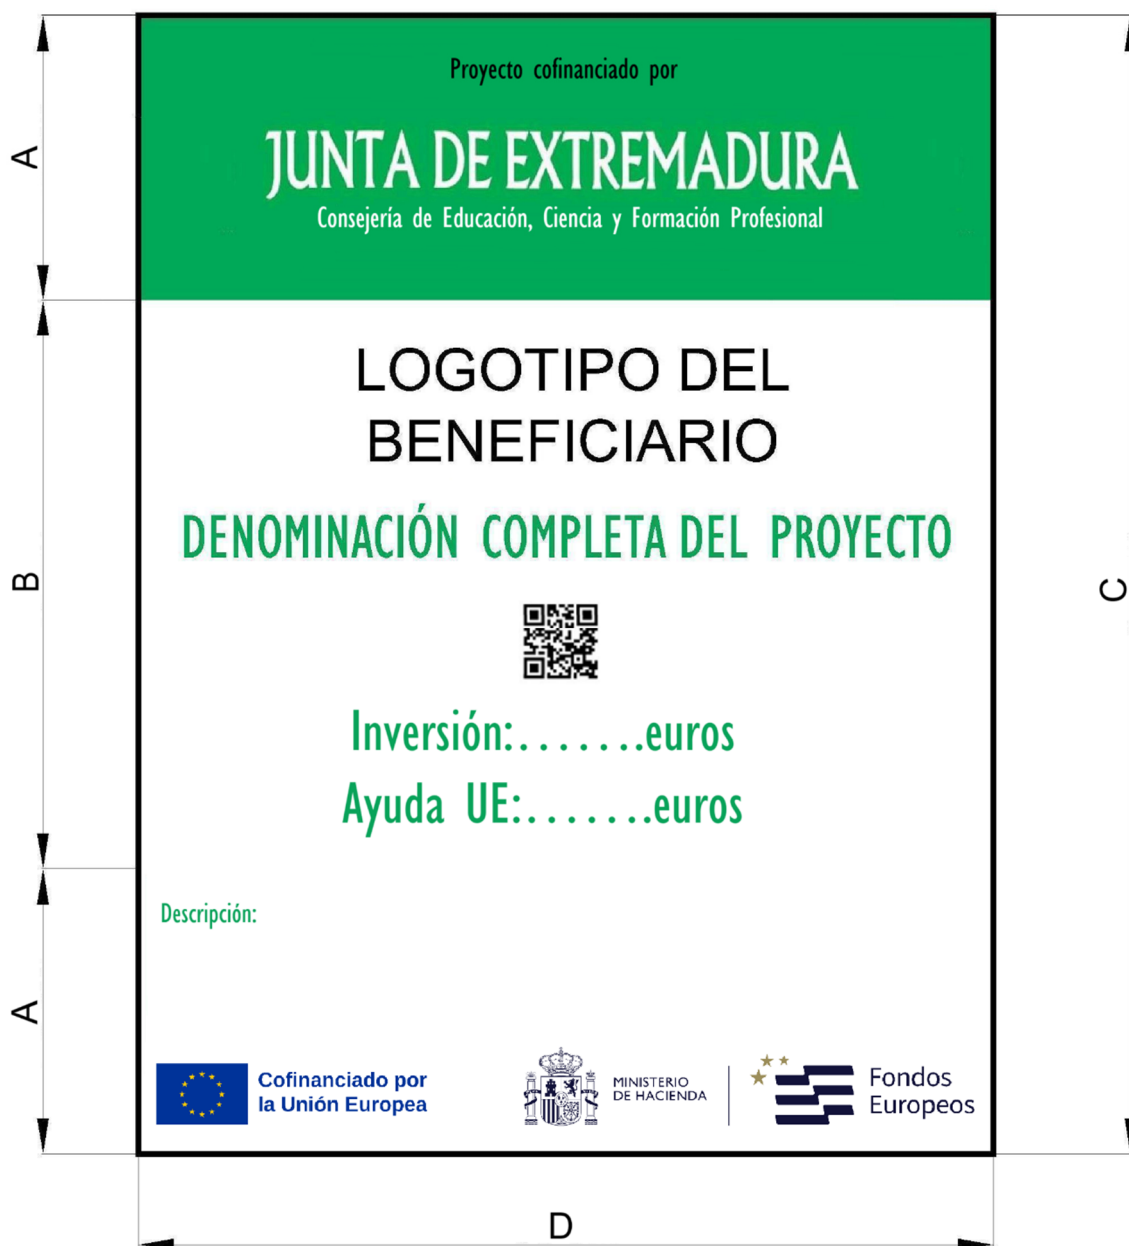 Proyecto cofinanciado por
JUNTA DE EXTREMADURA
Consejería de Educación, Ciencia y Formación Profesional
A
LOGOTIPO DEL
BENEFICIARIO
DENOMINACIÓN COMPLETA DEL PROYECTO
B
C
Inversión:.......euros
Ayuda UE:.......euros
Descripción:
A
Cofinanciado por
la Unión Europea
MINISTERIO
DE HACIENDA
Fondos
Europeos
D